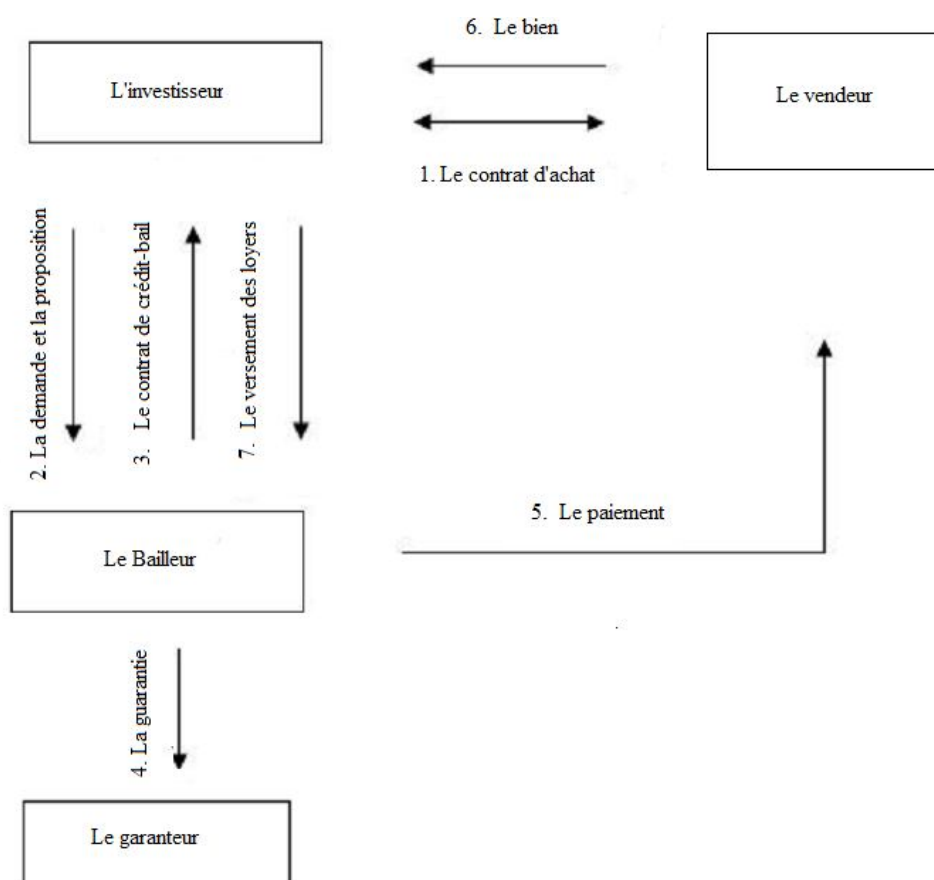 6. Le bien
L'investisseur
Le vendeur
1. Le contrat d'achat
2. La demande et la proposition
3. Le contrat de crédit-bail
7. Le versement des loyers
5. Le paiement
Le Bailleur
4. La guarantie
Le garanteur